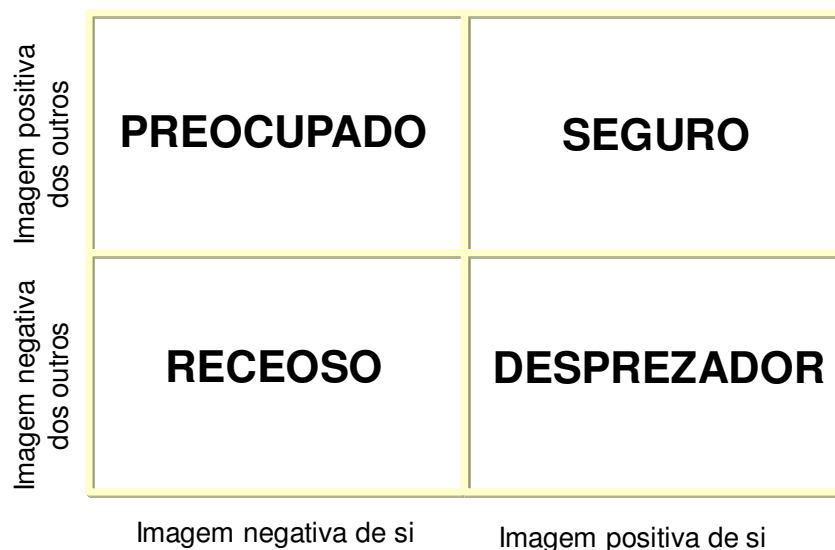 Imagem positiva
dos outros
PREOCUPADO
SEGURO
Imagem negativa
dos outros
RECEOSO
DESPREZADOR
Imagem negativa de si
Imagem positiva de si